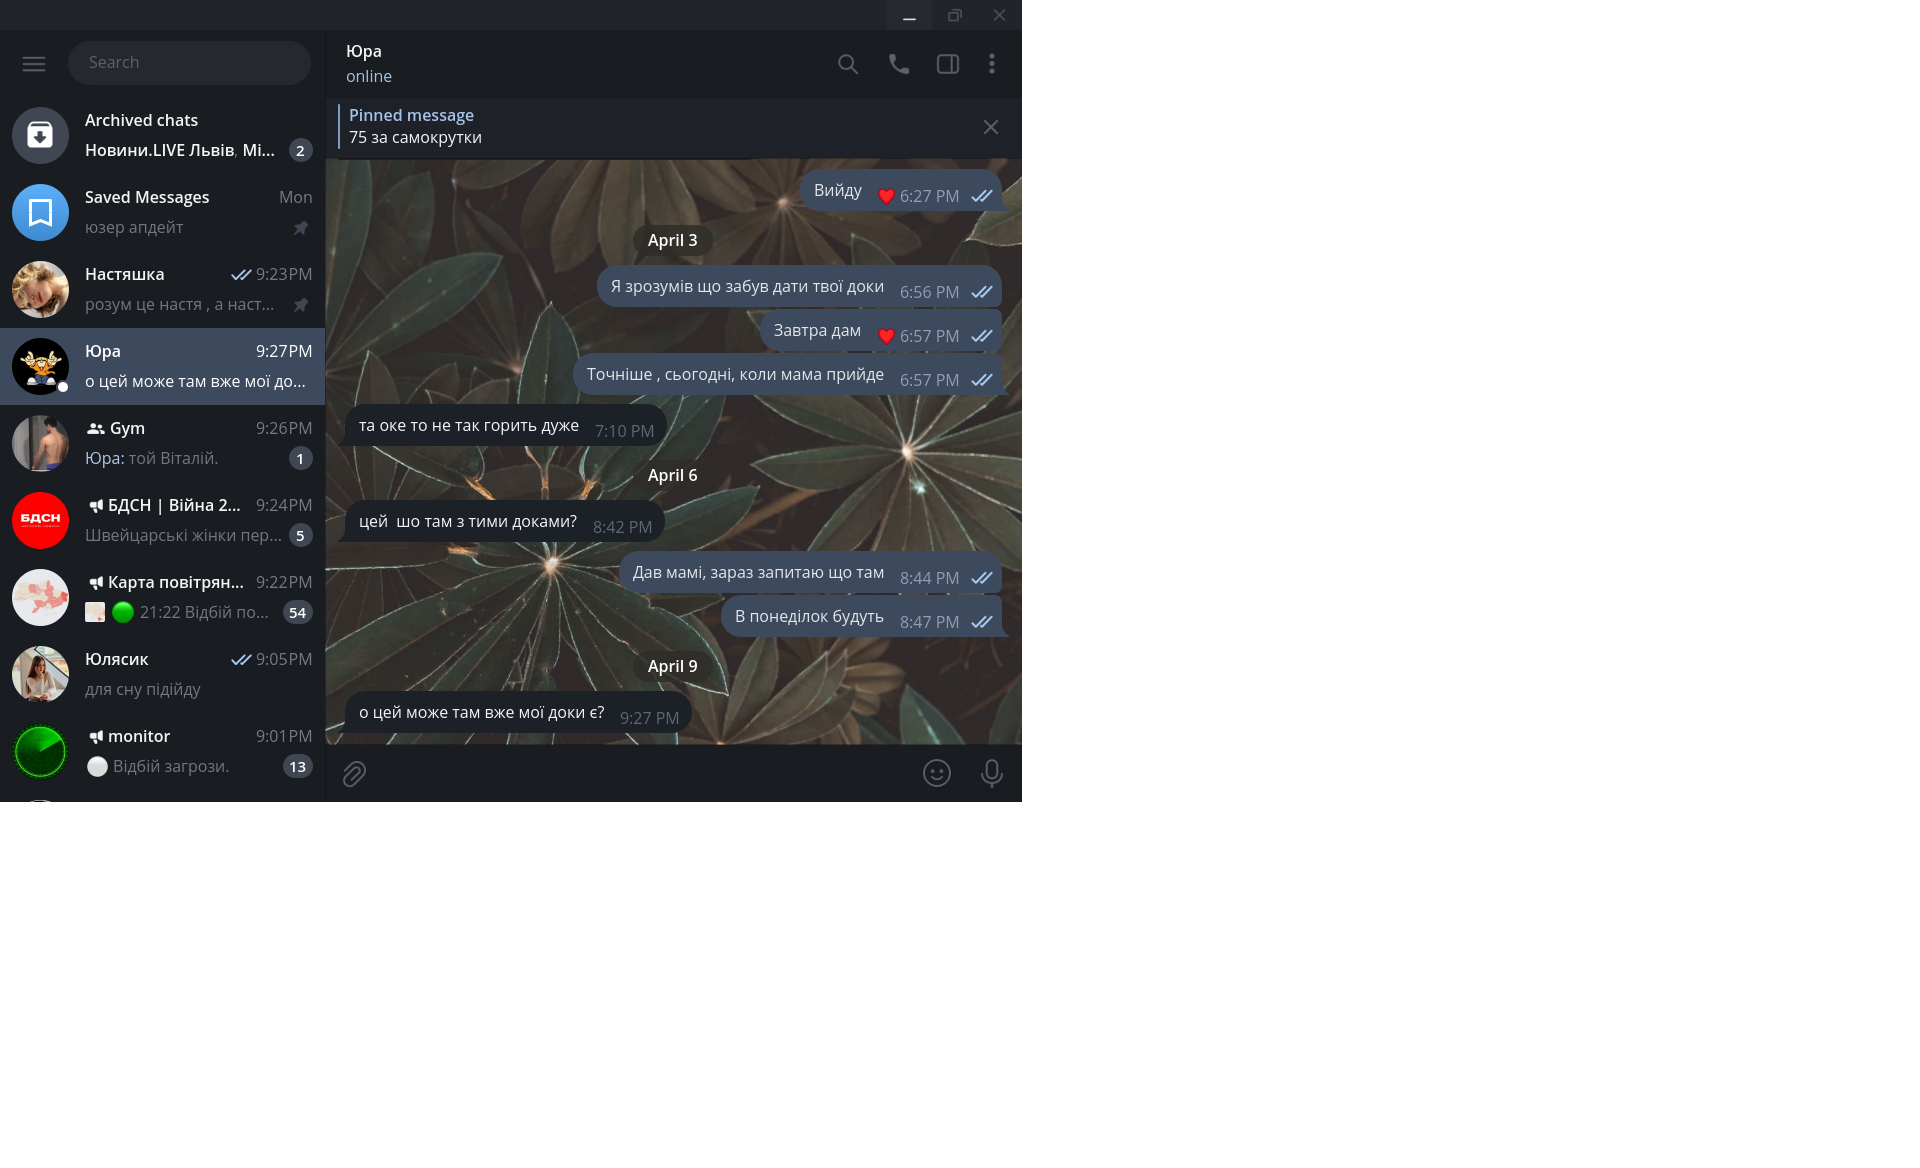 Search
Archived chats
Новини.LIVE Львів, Мі...
2
Saved Messages
Mon
юзер апдейт
Настяшка
9:23PM
розум це настя , а наст...
Юра
9:27PM
о цей може там вже мої до...
Gym
9:26PM
Юра: той Віталій.
1
БДСН | Війна 2...
9:24PM
БДСН
Швейцарські жінки пер...
5
Карта повітрян...
9:22PM
21:22 Відбій по...
54
Юлясик
9:05PM
для сну підійду
monitor
9:01PM
Відбій загрози.
13
Юра
online
Pinned message
75 за самокрутки
Вийду 6:27 PM
April 3
Я зрозумів що забув дати твої доки 6:56 PM
Завтра дам 6:57 PM
Точніше , сьогодні, коли мама прийде 6:57 PM
та оке то не так горить дуже 7:10 PM
April 6
цей  шо там з тими доками? 8:42 PM
Дав мамі, зараз запитаю що там 8:44 PM
В понеділок будуть 8:47 PM
April 9
о цей може там вже мої доки є? 9:27 PM